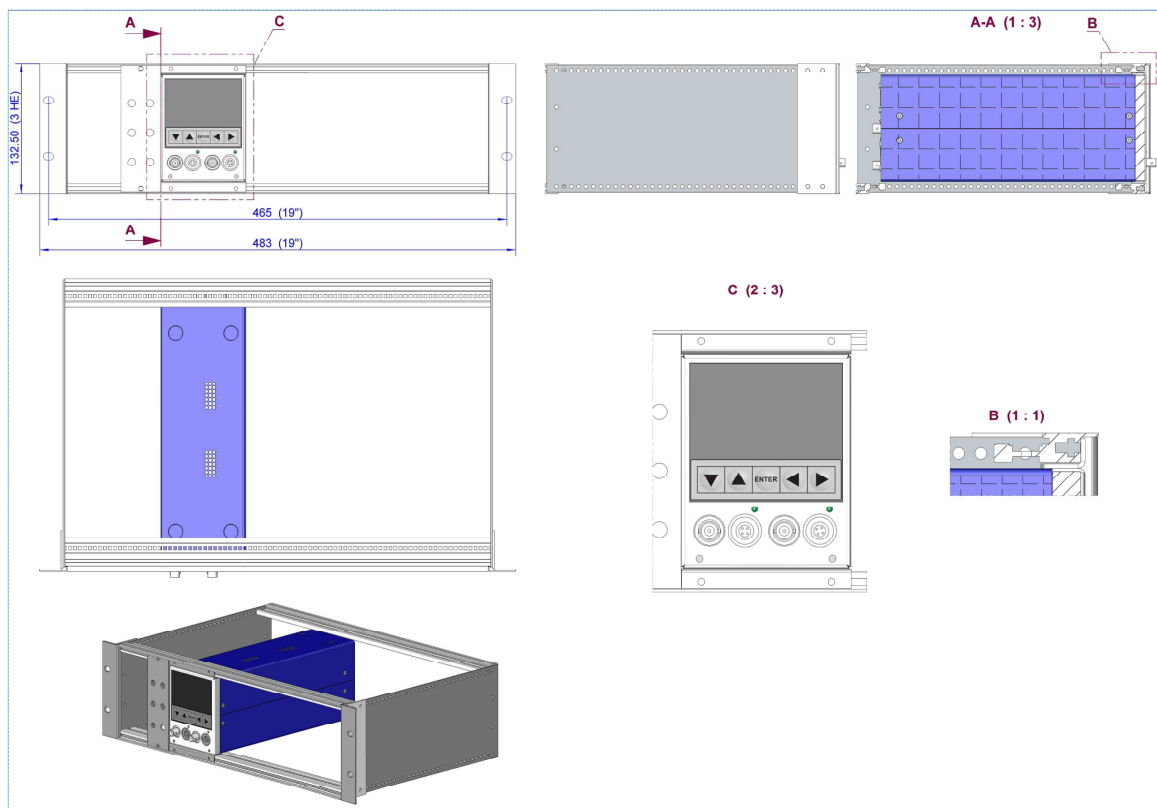 A
C
132.50 (3 HE)
ENTER
465 (19")
A
483 (19")
A-A (1 : 3)
B
C (2 : 3)
ENTER
B (1 : 1)